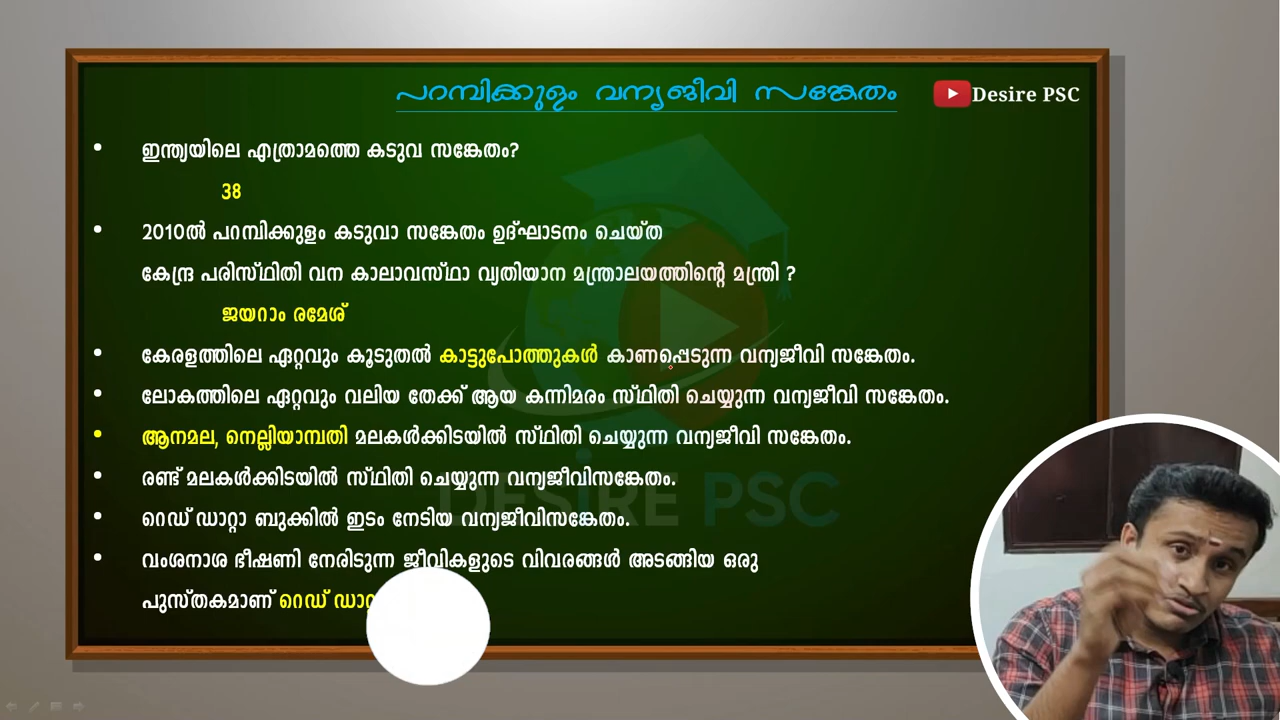 പറമ്പിക്കുളം വന്യജീവി സങ്കേതം
Desire PSC
ഇന്ത്യയിലെ എത്രാമത്തെ കടുവ സങ്കേതം?
38
2010ൽ പറമ്പിക്കുളം കടുവാ സങ്കേതം ഉദ്ഘാടനം ചെയ്ത
കേന്ദ്ര പരിസ്ഥിതി വന കാലാവസ്ഥാ വ്യതിയാന മന്ത്രാലയത്തിന്റെ മന്ത്രി ?
ജയറാം രമേശ്
കേരളത്തിലെ ഏറ്റവും കൂടുതൽ കാട്ടുപോത്തുകൾ കാണപ്പെടുന്ന വന്യജീവി സങ്കേതം.
ലോകത്തിലെ ഏറ്റവും വലിയ തേക്ക് ആയ കന്നിമരം സ്ഥിതി ചെയ്യുന്ന വന്യജീവി സങ്കേതം.
ആനമല, നെല്ലിയാമ്പതി മലകൾക്കിടയിൽ സ്ഥിതി ചെയ്യുന്ന വന്യജീവി സങ്കേതം.
രണ്ട് മലകൾക്കിടയിൽ സ്ഥിതി ചെയ്യുന്ന വന്യജീവിസങ്കേതം.
റെഡ് ഡാറ്റാ ബുക്കിൽ ഇടം നേടിയ വന്യജീവിസങ്കേതം.
വംശനാശ ഭീഷണി നേരിടുന്ന ജീവികളുടെ വിവരങ്ങൾ അടങ്ങിയ ഒരു
പുസ്തകമാണ് റെഡ്
DESIRE PSC